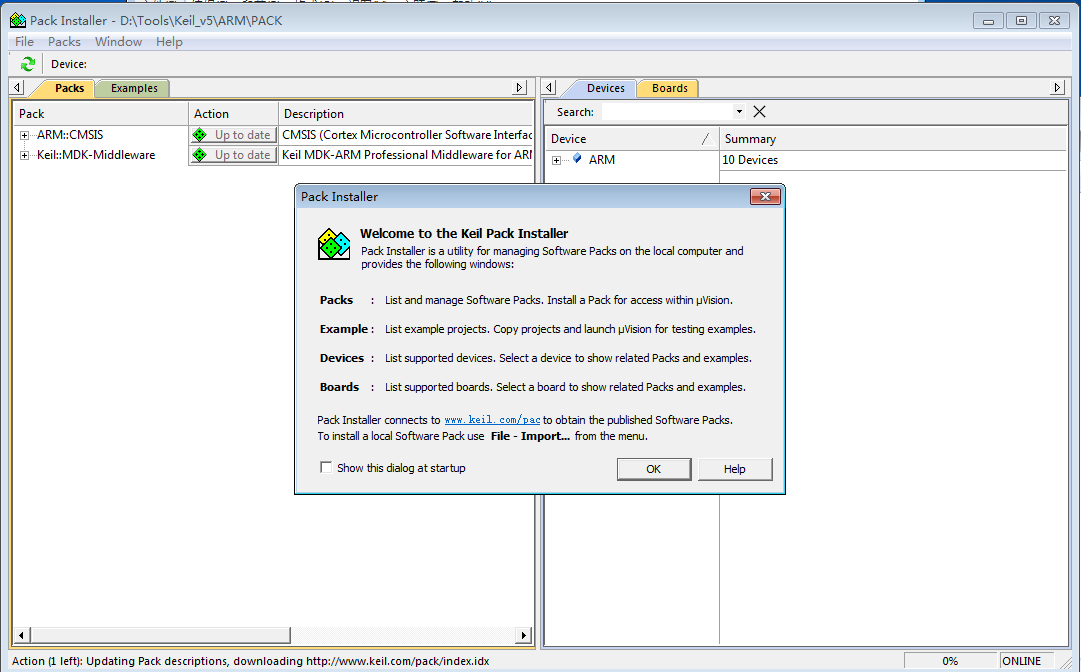 Pack Installer - D:\Tools\Keil_v5\ARM\PACK
File Packs Window Help
Device:
Packs Examples
Devices Boards
Search:
Pack Action Description
Device Summary
ARM::CMSIS Up to date CMSIS (Cortex Microcontroller Software Interfac
Keil::MDK-Middleware Up to date Keil MDK-ARM Professional Middleware for ARM
ARM 10 Devices
Pack Installer
Welcome to the Keil Pack Installer
Pack Installer is a utility for managing Software Packs on the local computer and
provides the following windows:
Packs : List and manage Software Packs. Install a Pack for access within µVision.
Example : List example projects. Copy projects and launch µVision for testing examples.
Devices : List supported devices. Select a device to show related Packs and examples.
Boards : List supported boards. Select a board to show related Packs and examples.
Pack Installer connects to www.keil.com/pac to obtain the published Software Packs.
To install a local Software Pack use File - Import... from the menu.
Show this dialog at startup
OK Help
Action (1 left): Updating Pack descriptions, downloading http://www.keil.com/pack/index.idx
0% ONLINE